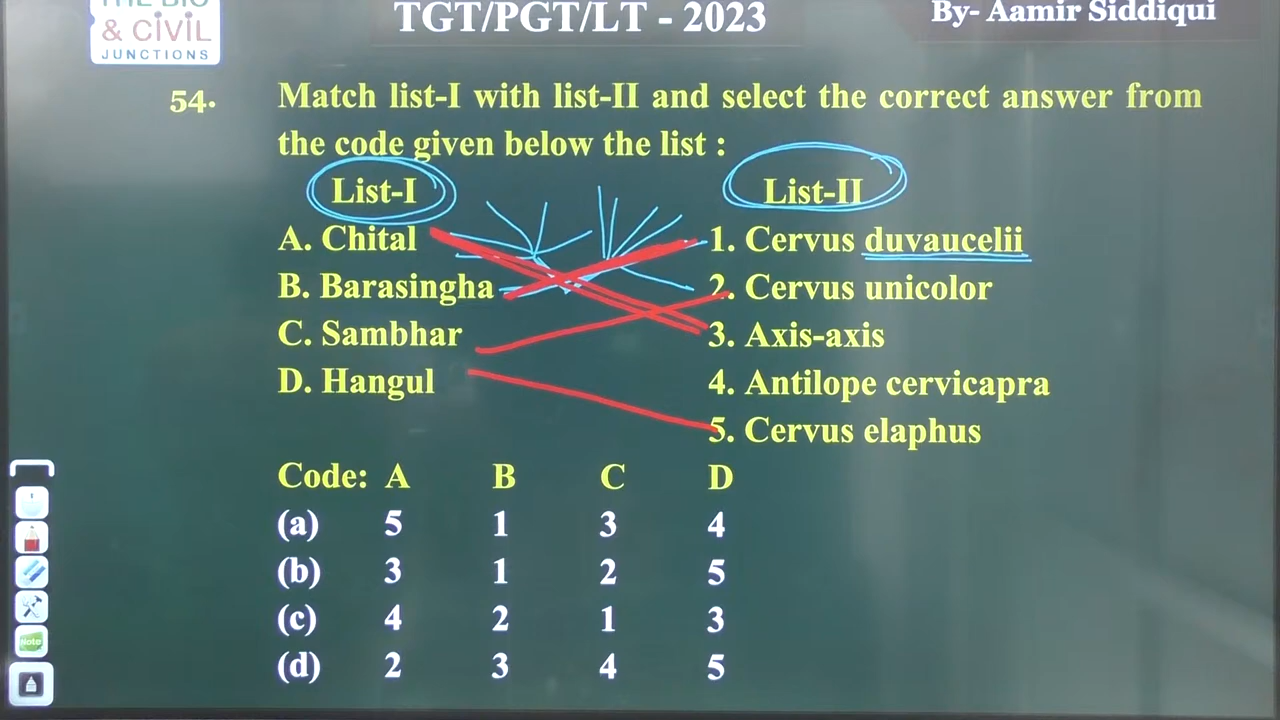 THE BIO
& CIVIL
JUNCTIONS
TGT/PGT/LT - 2023
By- Aamir Siddiqui
54. Match list-I with list-II and select the correct answer from
the code given below the list :
List-I List-II
A. Chital 1. Cervus duvaucelii
B. Barasingha 2. Cervus unicolor
C. Sambhar 3. Axis-axis
D. Hangul 4. Antilope cervicapra
5. Cervus elaphus
Code: A B C D
(a) 5 1 3 4
(b) 3 1 2 5
(c) 4 2 1 3
(d) 2 3 4 5
Note